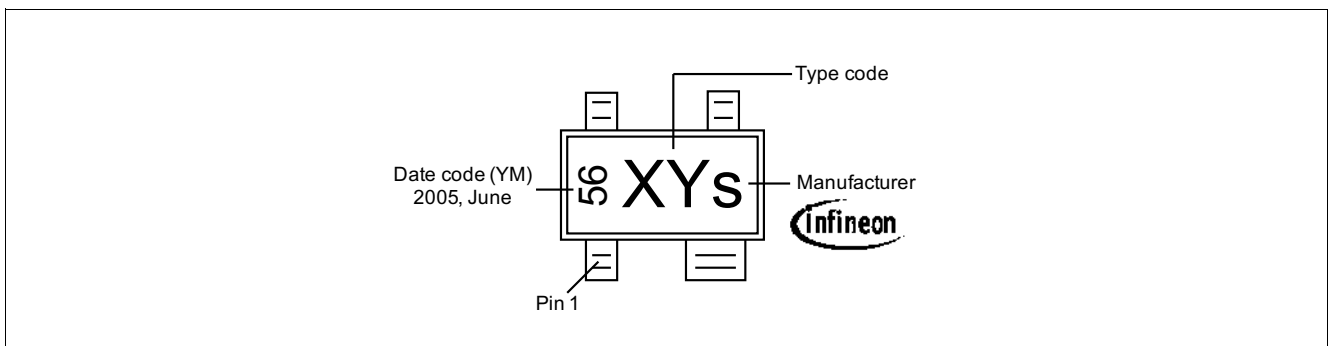 Type code
Date code (YM)
2005, June
56
XYs
Manufacturer
infineon
Pin 1